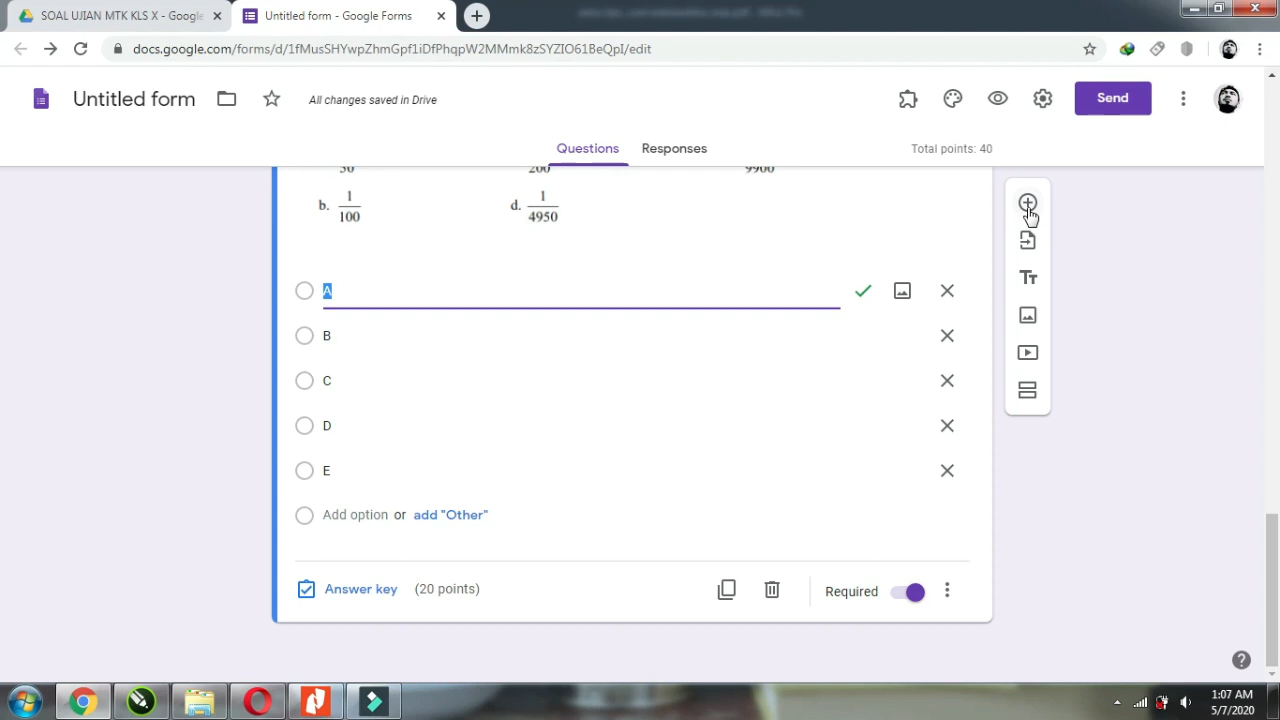 SOAL UJIAN MTK KLS X - Google
Untitled form - Google Forms
docs.google.com/forms/d/1fMusSHYwpZhmGpf1iDfPhqpW2MMmk8zSYZIO61BeQpI/edit
Untitled form
All changes saved in Drive
Send
Questions
Responses
Total points: 40
50 200 9900
b. 1/100 d. 1/4950
A
B
C
D
E
Add option or add "Other"
Answer key (20 points)
Required
1:07 AM
5/7/2020